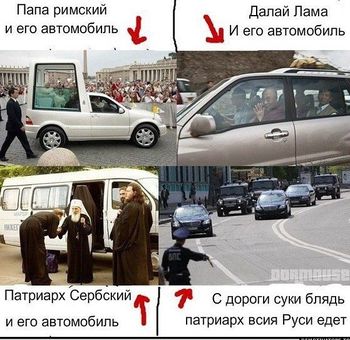 Папа римский
и его автомобиль
Далай Лама
И его автомобиль
ДПС
DORMOUSE
Патриарх Сербский
и его автомобиль
С дороги суки блядь
патриарх всия Руси едет